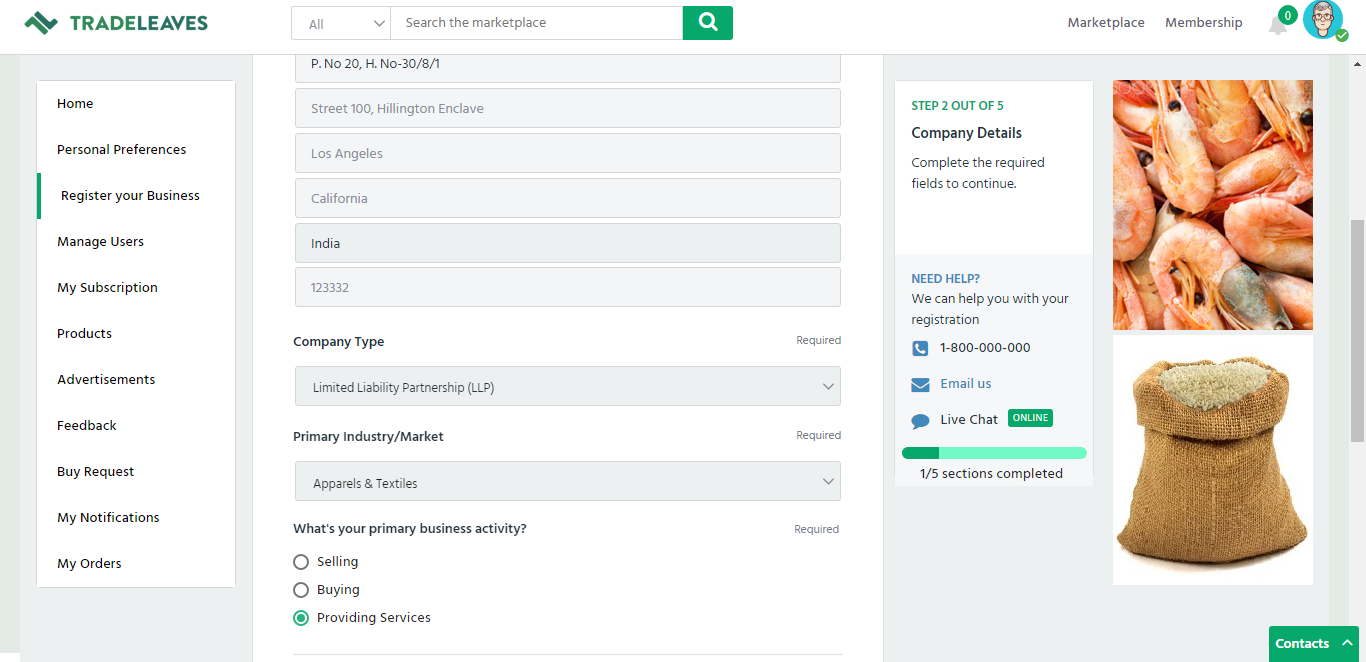 TRADELEAVES
All
Search the marketplace
Marketplace
Membership
0
Home
Personal Preferences
Register your Business
Manage Users
My Subscription
Products
Advertisements
Feedback
Buy Request
My Notifications
My Orders
P. No 20, H. No-30/8/1
Street 100, Hillington Enclave
Los Angeles
California
India
123332
Company Type
Required
Limited Liability Partnership (LLP)
Primary Industry/Market
Required
Apparels & Textiles
What's your primary business activity?
Required
Selling
Buying
Providing Services
STEP 2 OUT OF 5
Company Details
Complete the required
fields to continue.
NEED HELP?
We can help you with your
registration
1-800-000-000
Email us
Live Chat ONLINE
1/5 sections completed
Contacts